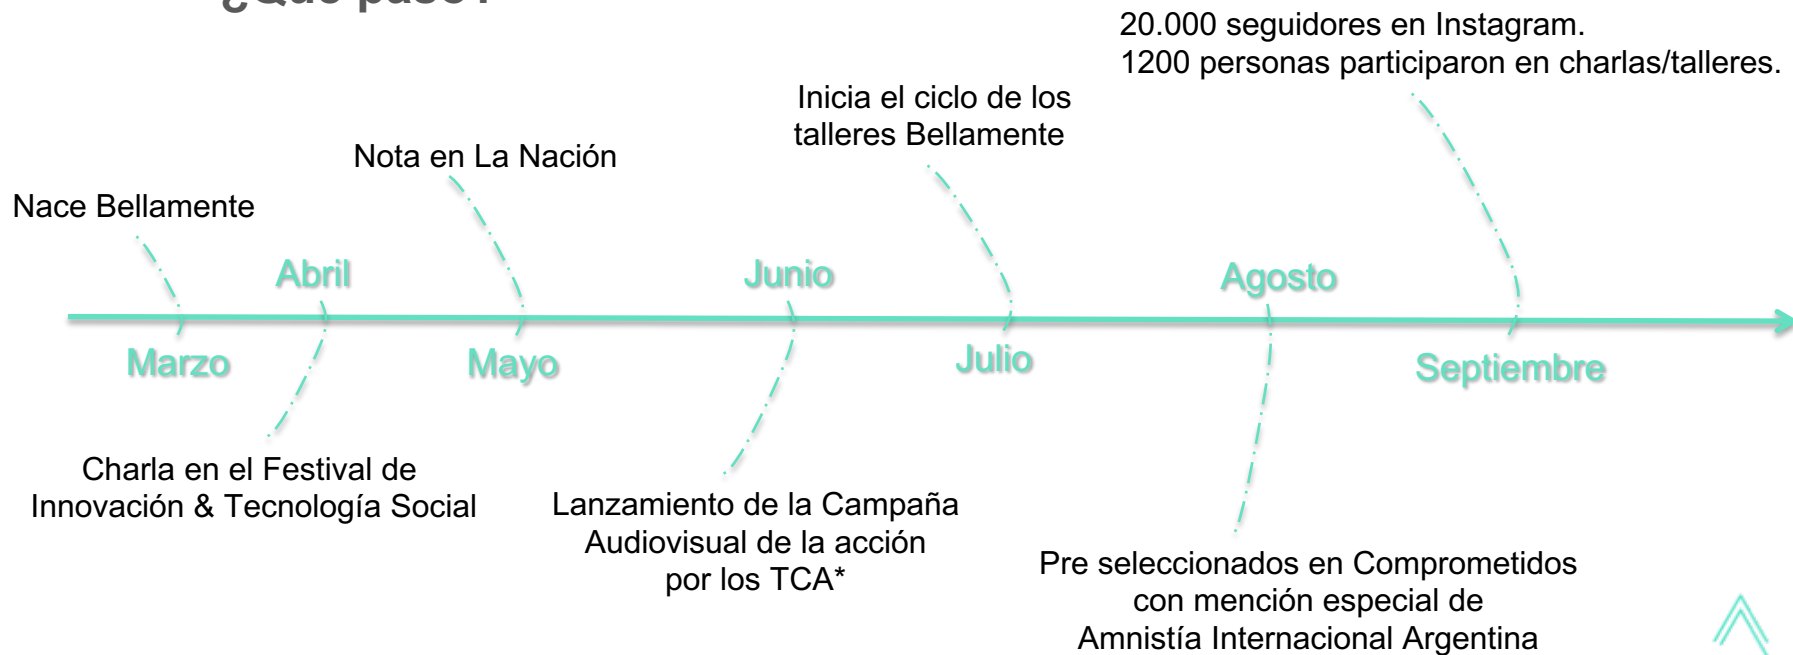 ¿Qué pasó?
20.000 seguidores en Instagram.
1200 personas participaron en charlas/talleres.
Inicia el ciclo de los
talleres Bellamente
Nota en La Nación
Nace Bellamente
Abril
Junio
Agosto
Marzo
Mayo
Julio
Septiembre
Charla en el Festival de
Innovación & Tecnología Social
Lanzamiento de la Campaña
Audiovisual de la acción
por los TCA*
Pre seleccionados en Comprometidos
con mención especial de
Amnistía Internacional Argentina